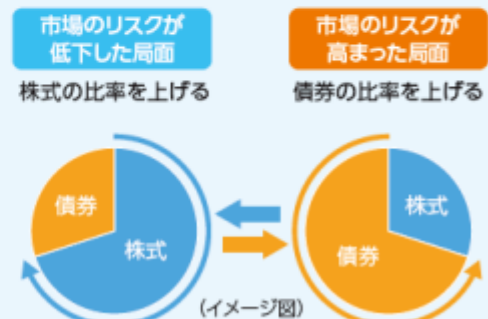 市場のリスクが
低下した局面
株式の比率を上げる
債券
株式
市場のリスクが
高まった局面
債券の比率を上げる
株式
債券
(イメージ図)